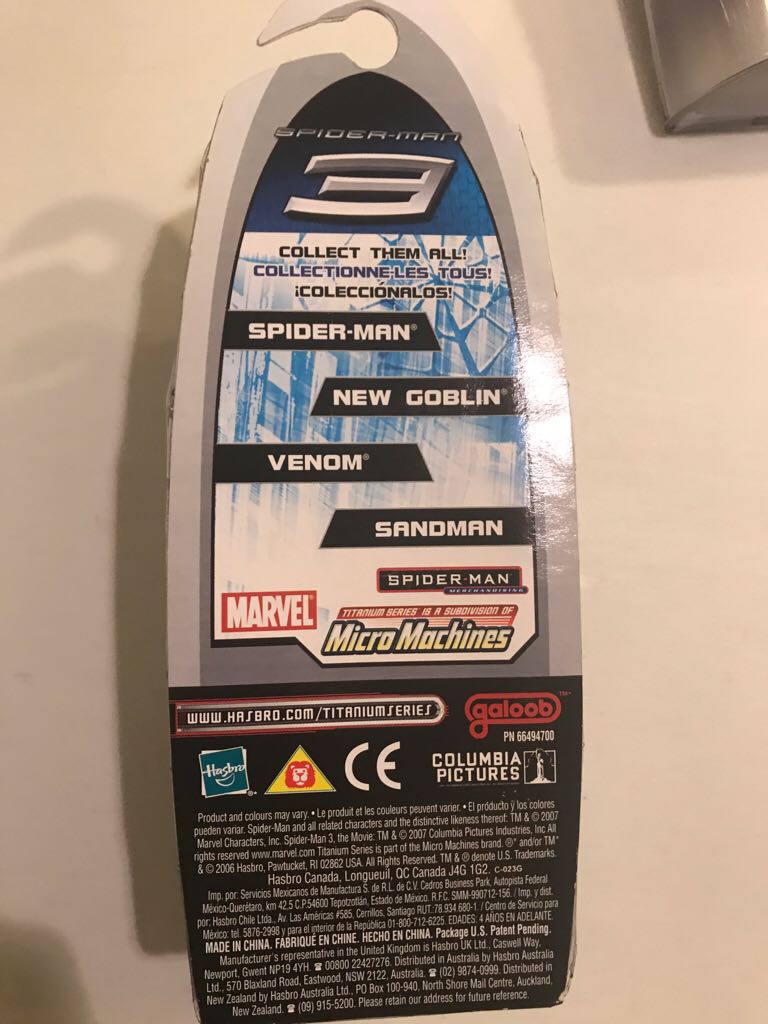 SPIDER-MAN
3
COLLECT THEM ALL!
COLLECTIONNE-LES TOUS!
¡COLECCIÓNALOS!
SPIDER-MAN®
NEW GOBLIN®
VENOM®
SANDMAN
SPIDER-MAN
MERCHANDISING
MARVEL
TITANIUM SERIES IS A SUBDIVISION OF
Micro Machines
WWW.HASBRO.COM/TITANIUMSERIES
galoob TM*
PN 66494700
Hasbro ®*
CE
COLUMBIA
PICTURES
Product and colours may vary. • Le produit et les couleurs peuvent varier. • El producto y los colores
pueden variar. Spider-Man and all related characters and the distinctive likeness thereof: TM & © 2007
Marvel Characters, Inc. Spider-Man 3, the Movie: TM & © 2007 Columbia Pictures Industries, Inc. All
rights reserved www.marvel.com Titanium Series is part of the Micro Machines brand. ®* and/or TM*
& © 2006 Hasbro, Pawtucket, RI 02862 USA. All Rights Reserved. TM & ® denote U.S. Trademarks.
Hasbro Canada, Longueuil, QC Canada J4G 1G2. C-023G
Imp. por: Servicios Mexicanos de Manufactura S. de R.L. de C.V. Cedros Business Park, Autopista Federal
México-Querétaro, km 42.5 C.P.54600 Tepotzotlán, Estado de México. R.F.C. SMM-990712-156. / Imp. y dist.
por: Hasbro Chile Ltda., Av. Las Américas #585, Cerrillos, Santiago RUT.:78.934.680-1. / Centro de Servicio para
México: tel. 5876-2998 y para el interior de la República 01-800-712-6225. EDADES: 4 AÑOS EN ADELANTE.
MADE IN CHINA. FABRIQUÉ EN CHINE. HECHO EN CHINA. Package U.S. Patent Pending.
Manufacturer's representative in the United Kingdom is Hasbro UK Ltd., Caswell Way,
Newport, Gwent NP19 4YH. ☎ 00800 22427276. Distributed in Australia by Hasbro Australia
Ltd., 570 Blaxland Road, Eastwood, NSW 2122, Australia. ☎ (02) 9874-0999. Distributed in
New Zealand by Hasbro Australia Ltd., PO Box 100-940, North Shore Mail Centre, Auckland,
New Zealand. ☎ (09) 915-5200. Please retain our address for future reference.